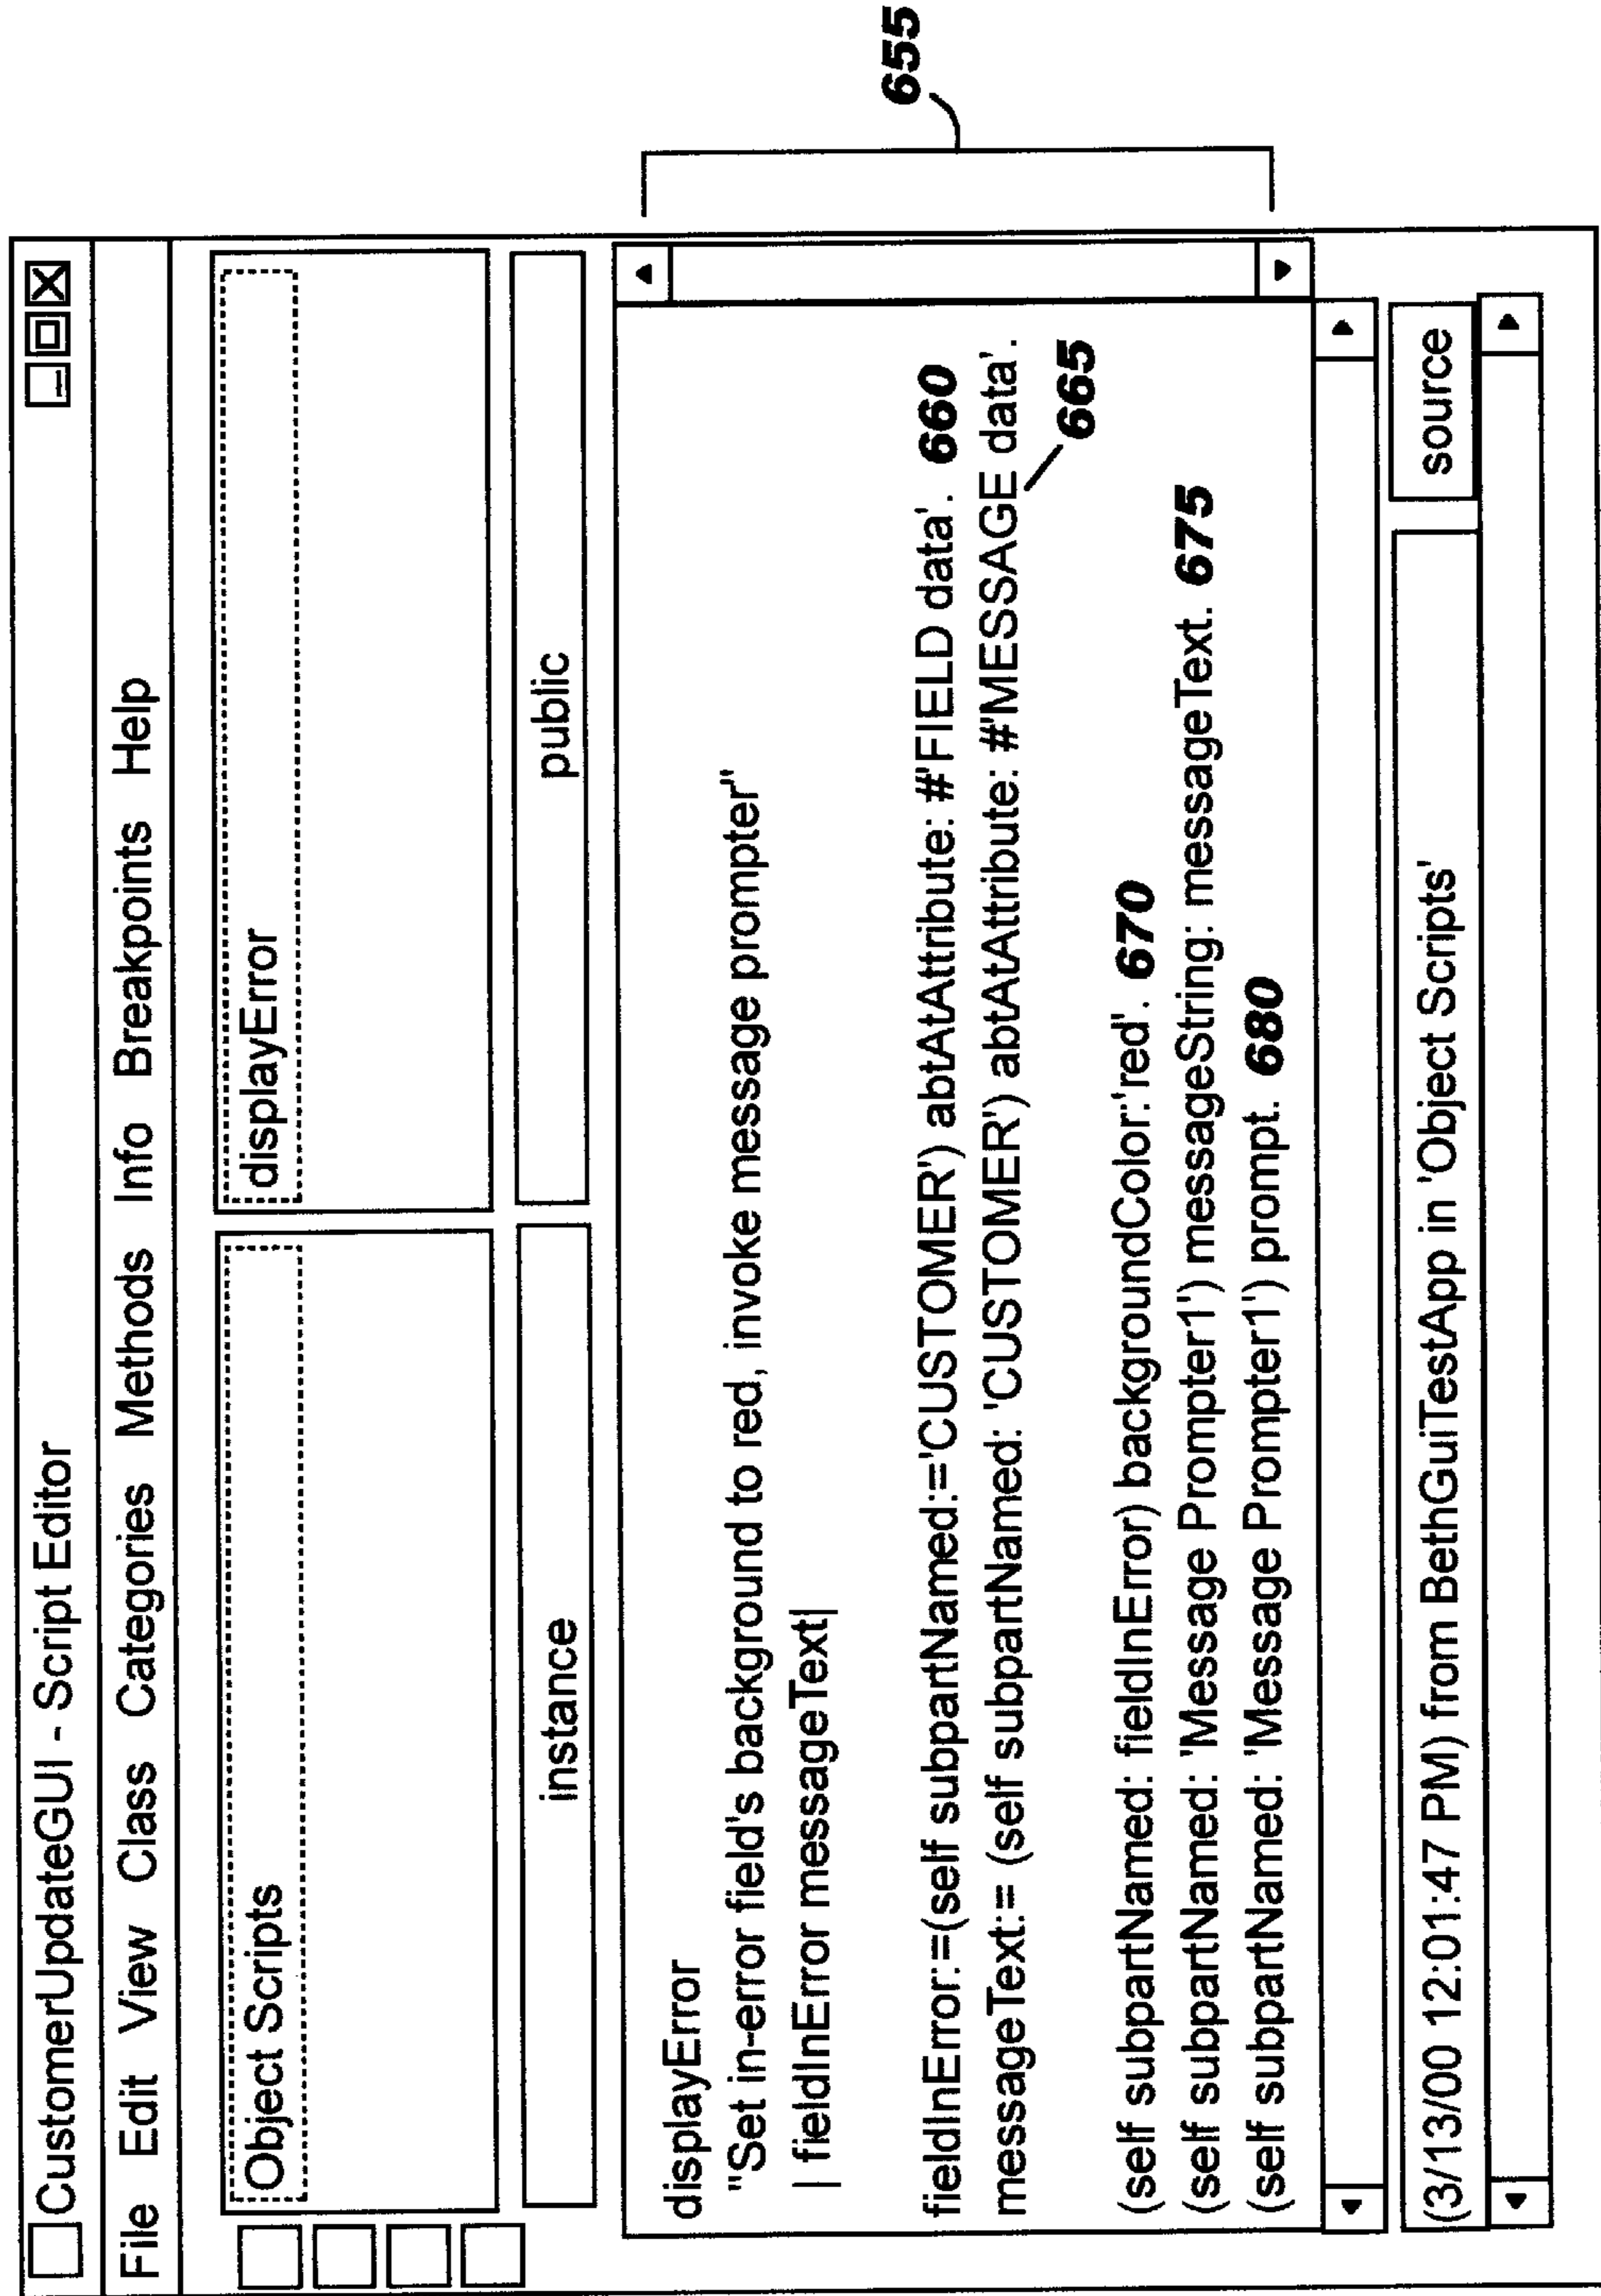 CustomerUpdateGUI - Script Editor
File Edit View Class Categories Methods Info Breakpoints Help
Object Scripts
displayError
instance
public
displayError
"Set in-error field's background to red, invoke message prompter"
| fieldInError messageText|
fieldInError:=(self subpartNamed:='CUSTOMER') abtAtAttribute: #'FIELD data'. 660
messageText:= (self subpartNamed: 'CUSTOMER') abtAtAttribute: #'MESSAGE data'.
665
(self subpartNamed: fieldInError) backgroundColor:'red'. 670
(self subpartNamed: 'Message Prompter1') messageString: messageText. 675
(self subpartNamed: 'Message Prompter1') prompt. 680
655
(3/13/00 12:01:47 PM) from BethGuiTestApp in 'Object Scripts'
source